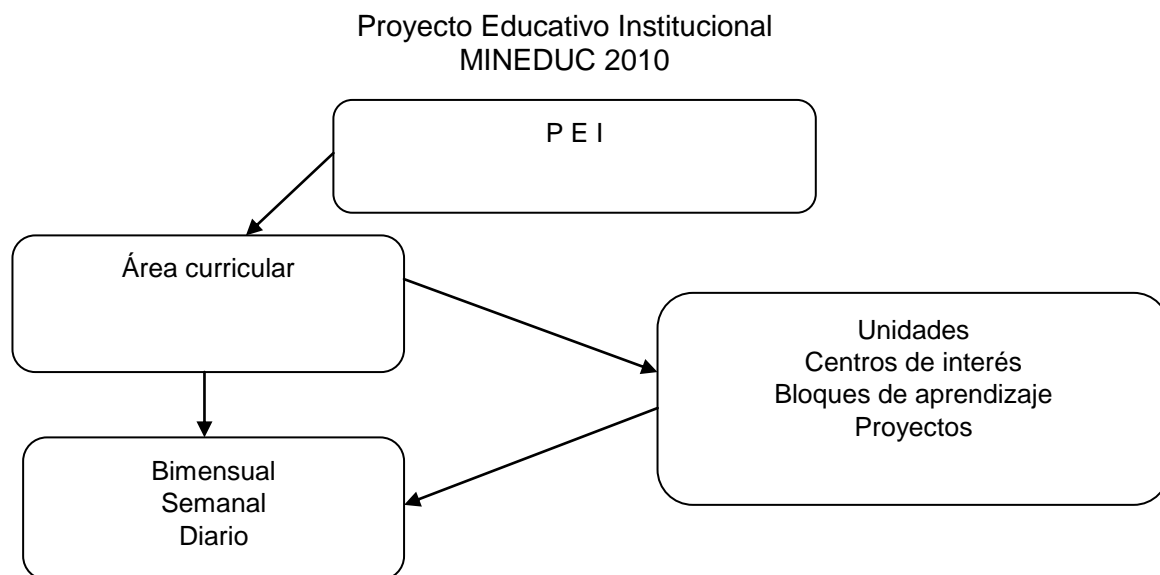 Proyecto Educativo Institucional
MINEDUC 2010
P E I
Área curricular
Unidades
Centros de interés
Bloques de aprendizaje
Proyectos
Bimensual
Semanal
Diario